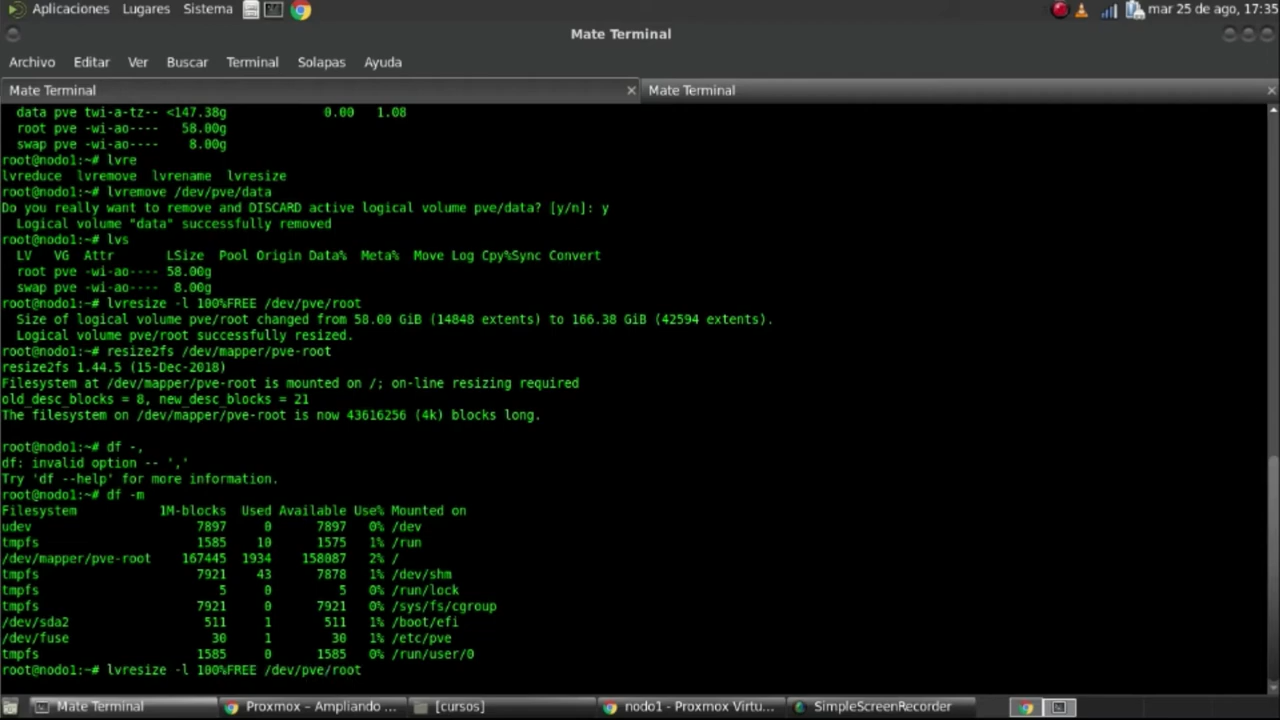 Aplicaciones Lugares Sistema mar 25 de ago, 17:35
Mate Terminal
Archivo Editar Ver Buscar Terminal Solapas Ayuda
Mate Terminal × Mate Terminal ×
data pve twi-a-tz-- <147.38g 0.00 1.08
root pve -wi-ao---- 58.00g
swap pve -wi-ao---- 8.00g
root@nodo1:~# lvre
lvreduce lvremove lvrename lvresize
root@nodo1:~# lvremove /dev/pve/data
Do you really want to remove and DISCARD active logical volume pve/data? [y/n]: y
Logical volume "data" successfully removed
root@nodo1:~# lvs
LV VG Attr LSize Pool Origin Data% Meta% Move Log Cpy%Sync Convert
root pve -wi-ao---- 58.00g
swap pve -wi-ao---- 8.00g
root@nodo1:~# lvresize -l 100%FREE /dev/pve/root
Size of logical volume pve/root changed from 58.00 GiB (14848 extents) to 166.38 GiB (42594 extents).
Logical volume pve/root successfully resized.
root@nodo1:~# resize2fs /dev/mapper/pve-root
resize2fs 1.44.5 (15-Dec-2018)
Filesystem at /dev/mapper/pve-root is mounted on /; on-line resizing required
old_desc_blocks = 8, new_desc_blocks = 21
The filesystem on /dev/mapper/pve-root is now 43616256 (4k) blocks long.
root@nodo1:~# df -,
df: invalid option -- ','
Try 'df --help' for more information.
root@nodo1:~# df -m
Filesystem 1M-blocks Used Available Use% Mounted on
udev 7897 0 7897 0% /dev
tmpfs 1585 10 1575 1% /run
/dev/mapper/pve-root 167445 1934 158087 2% /
tmpfs 7921 43 7878 1% /dev/shm
tmpfs 5 0 5 0% /run/lock
tmpfs 7921 0 7921 0% /sys/fs/cgroup
/dev/sda2 511 1 511 1% /boot/efi
/dev/fuse 30 1 30 1% /etc/pve
tmpfs 1585 0 1585 0% /run/user/0
root@nodo1:~# lvresize -l 100%FREE /dev/pve/root
Mate Terminal Proxmox – Ampliando ... [cursos] nodo1 - Proxmox Virtu... SimpleScreenRecorder